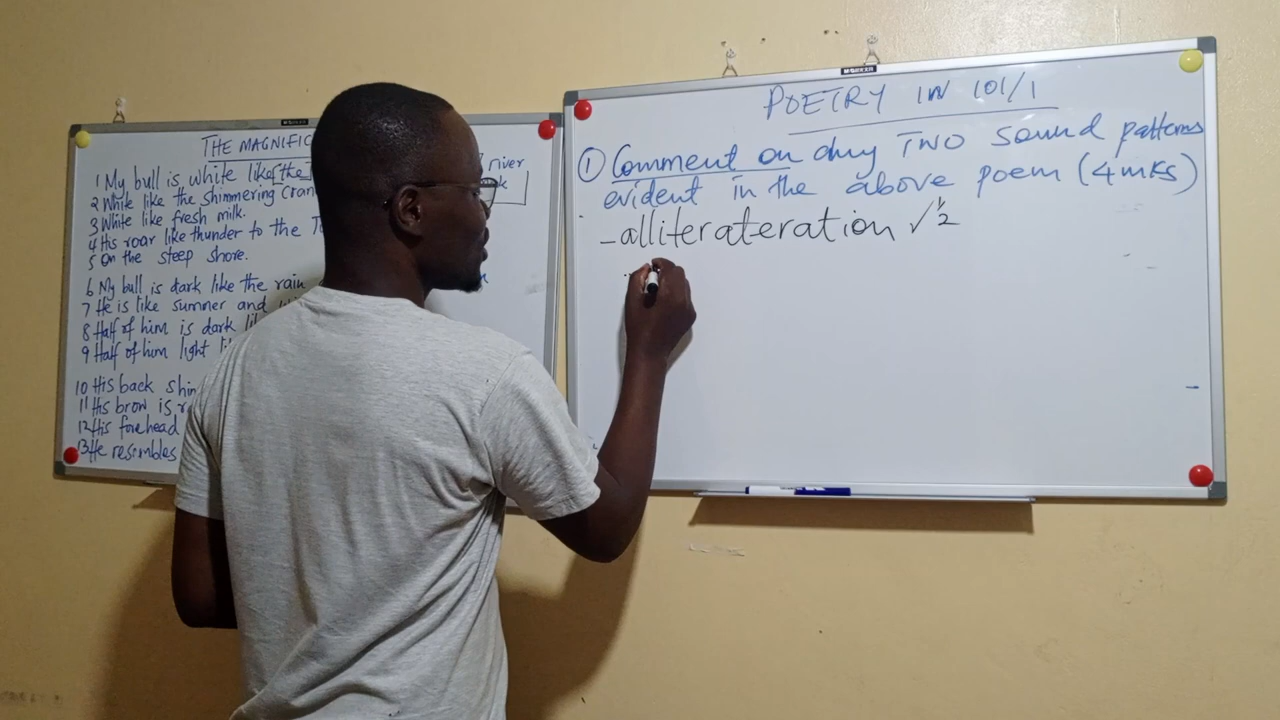 THE MAGNIFIC
1 My bull is white like the
2 White like the shimmering cran
3 White like fresh milk.
4 His roar like thunder to the
5 On the steep shore.
6 My bull is dark like the rain
7 He is like summer and
8 Half of him is dark li
9 Half of him light li
10 His back shin
11 His brow is r
12 His forehead
13 He resembles
river
POETRY IN 101/1
① Comment on any TWO sound patterns
evident in the above poem (4mks)
- alliterateration ✓½